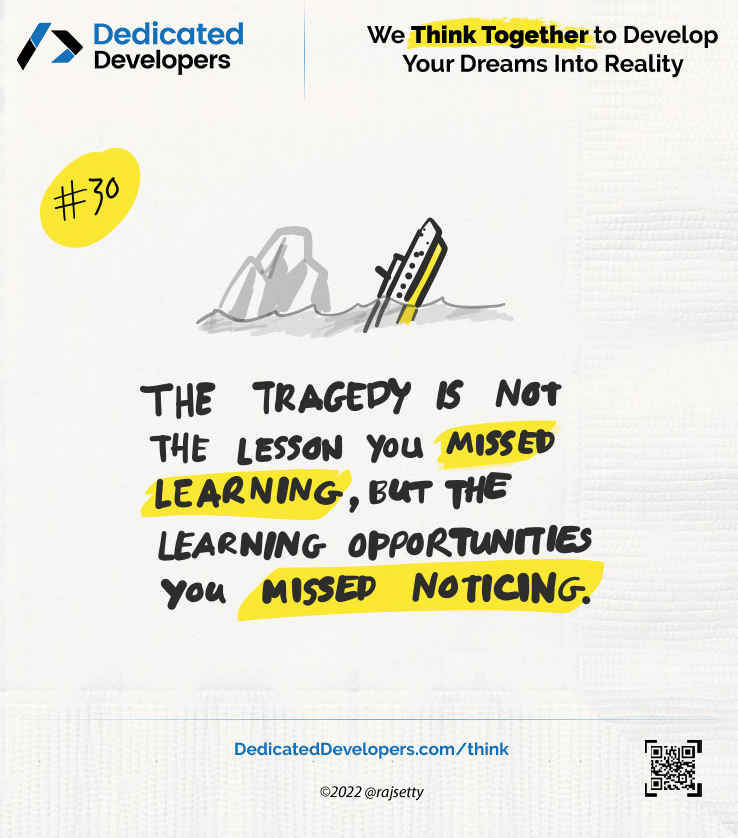 Dedicated
Developers
We Think Together to Develop
Your Dreams Into Reality
#30
THE TRAGEDY IS NOT
THE LESSON YOU MISSED
LEARNING, BUT THE
LEARNING OPPORTUNITIES
YOU MISSED NOTICING.
DedicatedDevelopers.com/think
©2022 @rajsetty